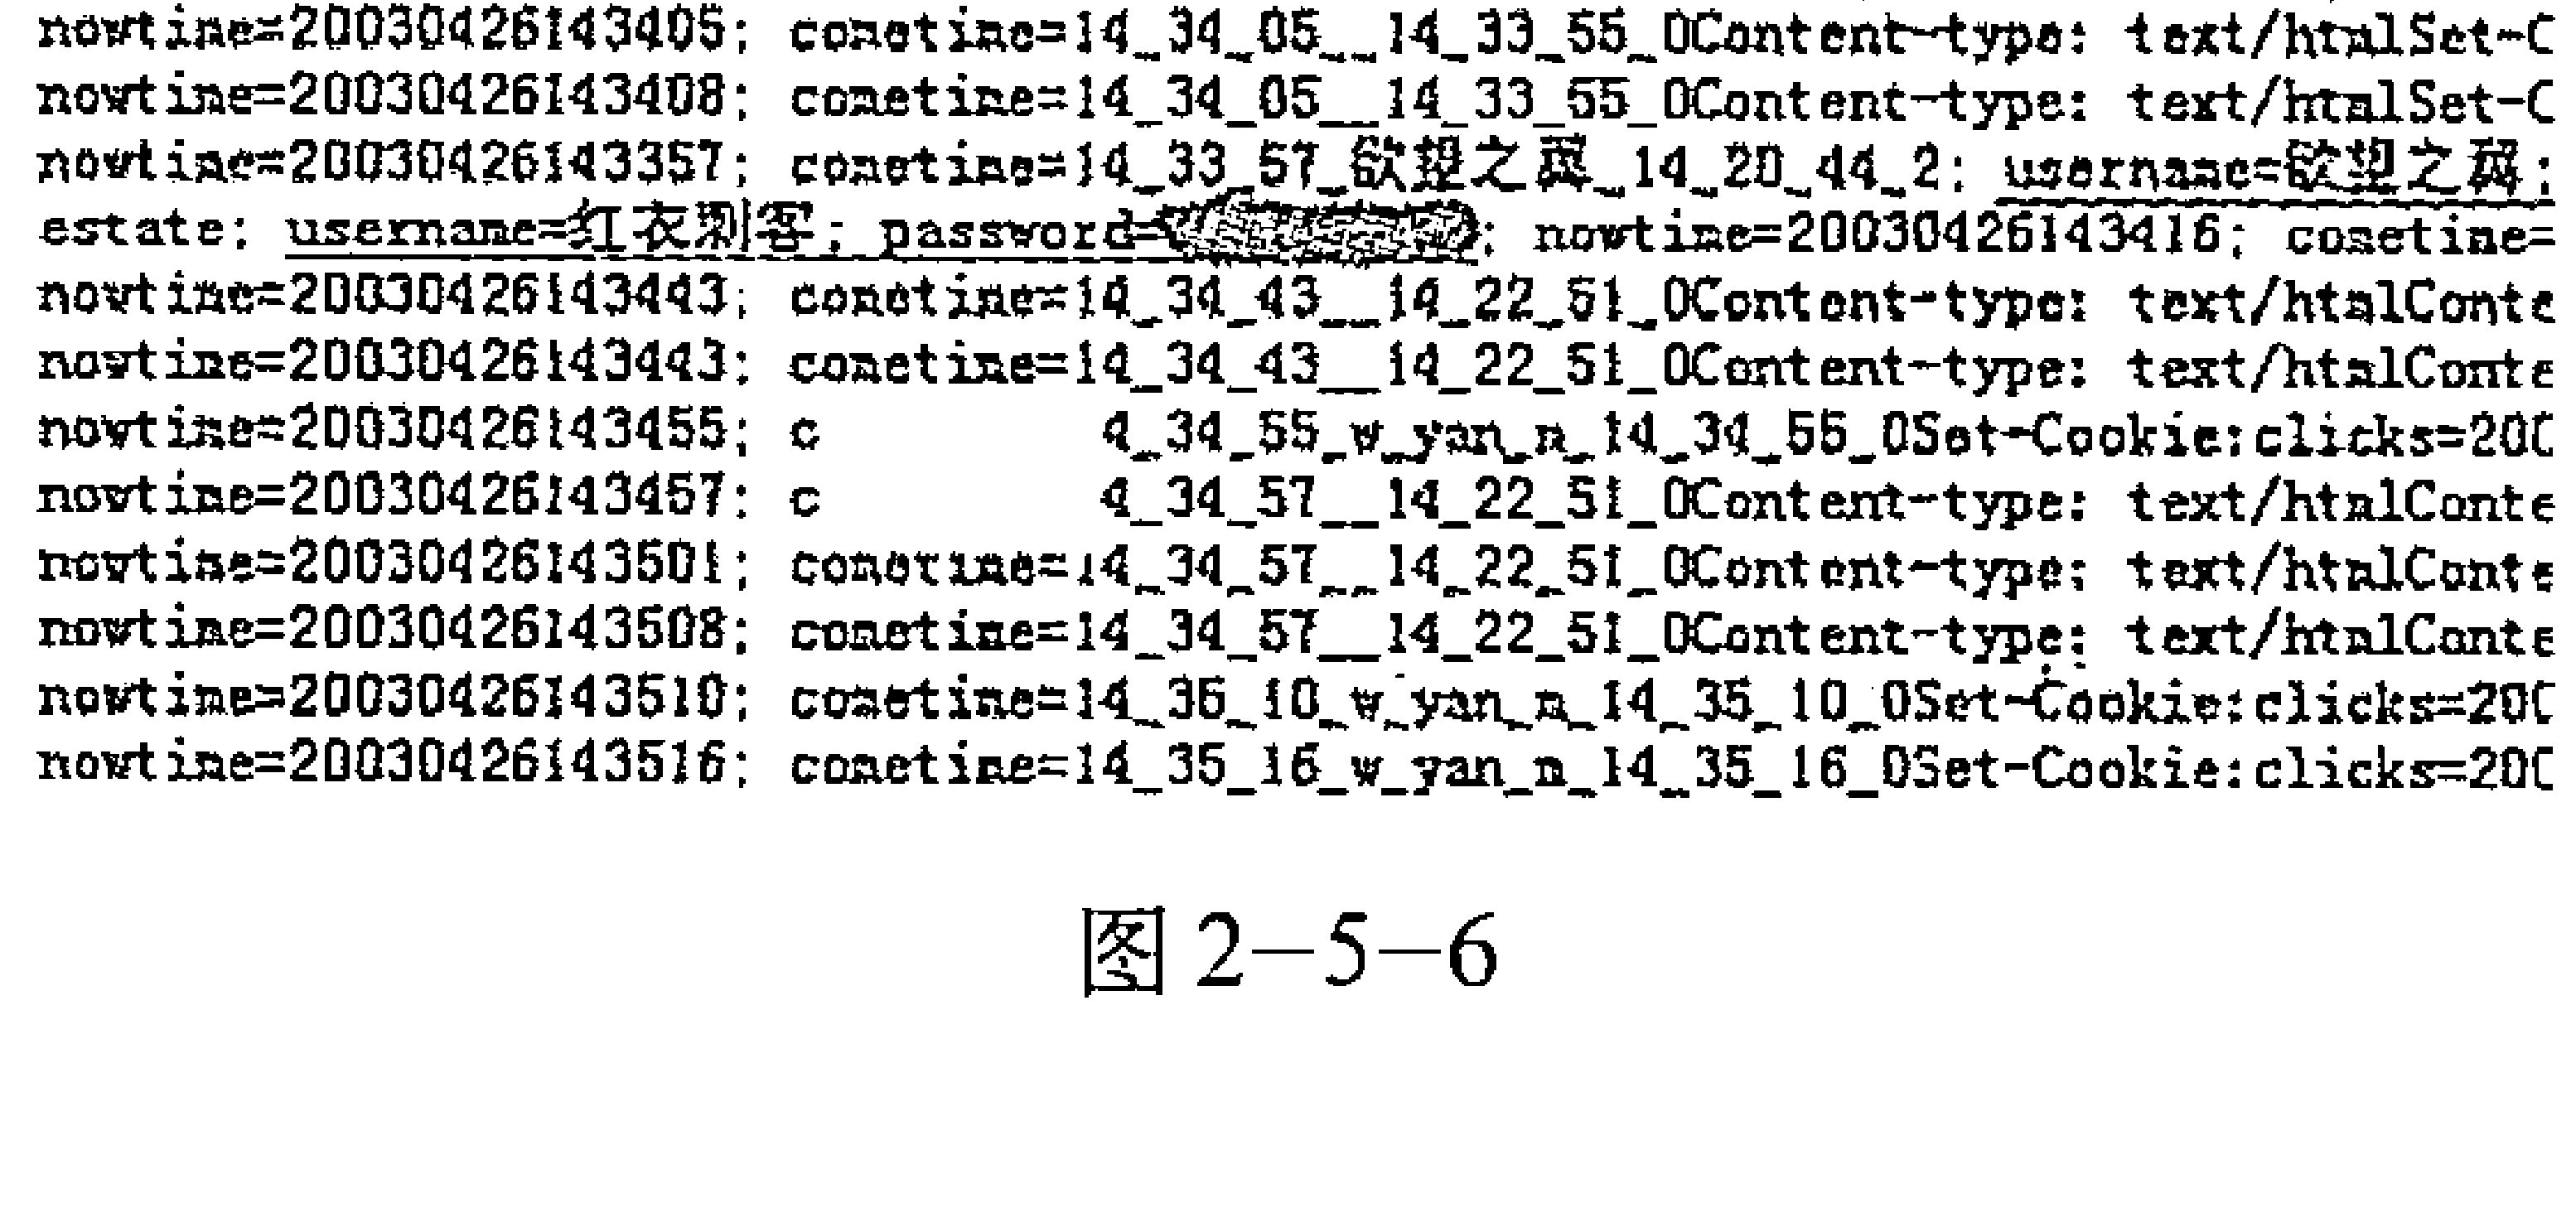 nowtime=20030426143405; cometime=14_34_05__14_33_55_0Content-type: text/htmlSet-C
nowtime=20030426143408; cometime=14_34_05__14_33_55_0Content-type: text/htmlSet-C
nowtime=20030426143357; cometime=14_33_57_欲望之翼_14_20_44_2; username=欲望之翼;
estate; username=红衣刺客; password= ; nowtime=20030426143416; cometime=
nowtime=20030426143443; cometime=14_34_43__14_22_51_0Content-type: text/htmlConte
nowtime=20030426143443; cometime=14_34_43__14_22_51_0Content-type: text/htmlConte
nowtime=20030426143455; c 4_34_55_w_yan_m_14_34_55_0Set-Cookie:clicks=200
nowtime=20030426143457; c 4_34_57__14_22_51_0Content-type: text/htmlConte
nowtime=20030426143501; cometime=14_34_57__14_22_51_0Content-type: text/htmlConte
nowtime=20030426143508; cometime=14_34_57__14_22_51_0Content-type: text/htmlConte
nowtime=20030426143510; cometime=14_35_10_w_yan_m_14_35_10_0Set-Cookie:clicks=200
nowtime=20030426143516; cometime=14_35_16_w_yan_m_14_35_16_0Set-Cookie:clicks=200
图 2-5-6